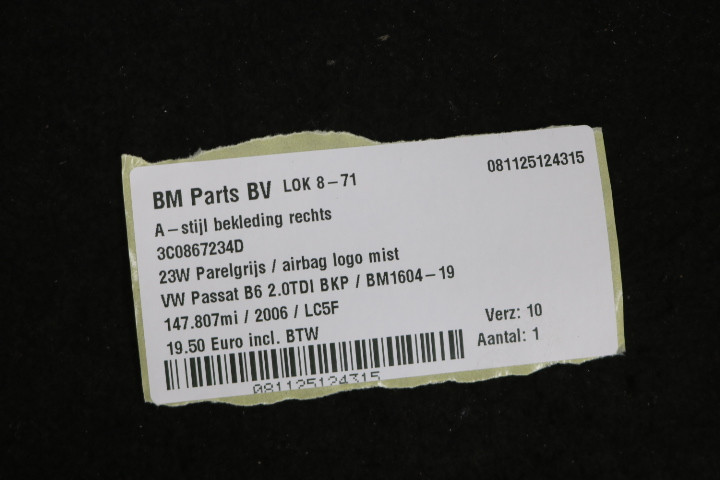 BM Parts BV LOK 8-71 081125124315
A-stijl bekleding rechts
3C0867234D
23W Parelgrijs / airbag logo mist
VW Passat B6 2.0TDI BKP / BM1604-19
147.807mi / 2006 / LC5F
Verz: 10
19.50 Euro incl. BTW
Aantal: 1
081125124315